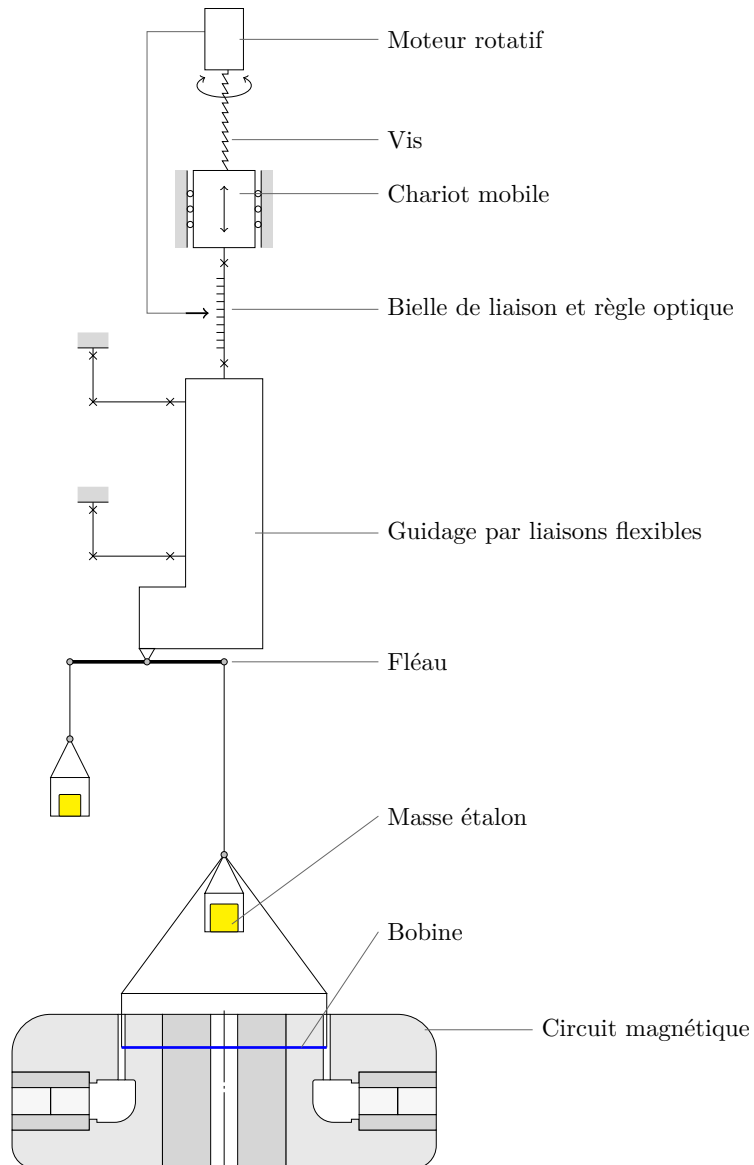 Moteur rotatif
Vis
Chariot mobile
Bielle de liaison et règle optique
Guidage par liaisons flexibles
Fléau
Masse étalon
Bobine
Circuit magnétique